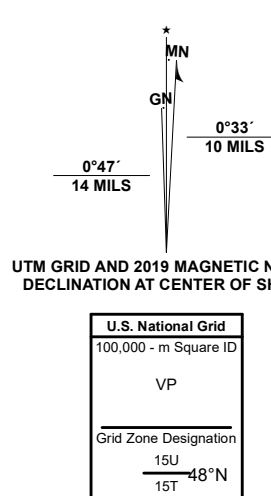 ★
MN
GN
0°33´
10 MILS
0°47´
14 MILS
UTM GRID AND 2019 MAGNETIC
DECLINATION AT CENTER OF
U.S. National Grid
100,000 - m Square ID
VP
Grid Zone Designation
15U
48°N
15T